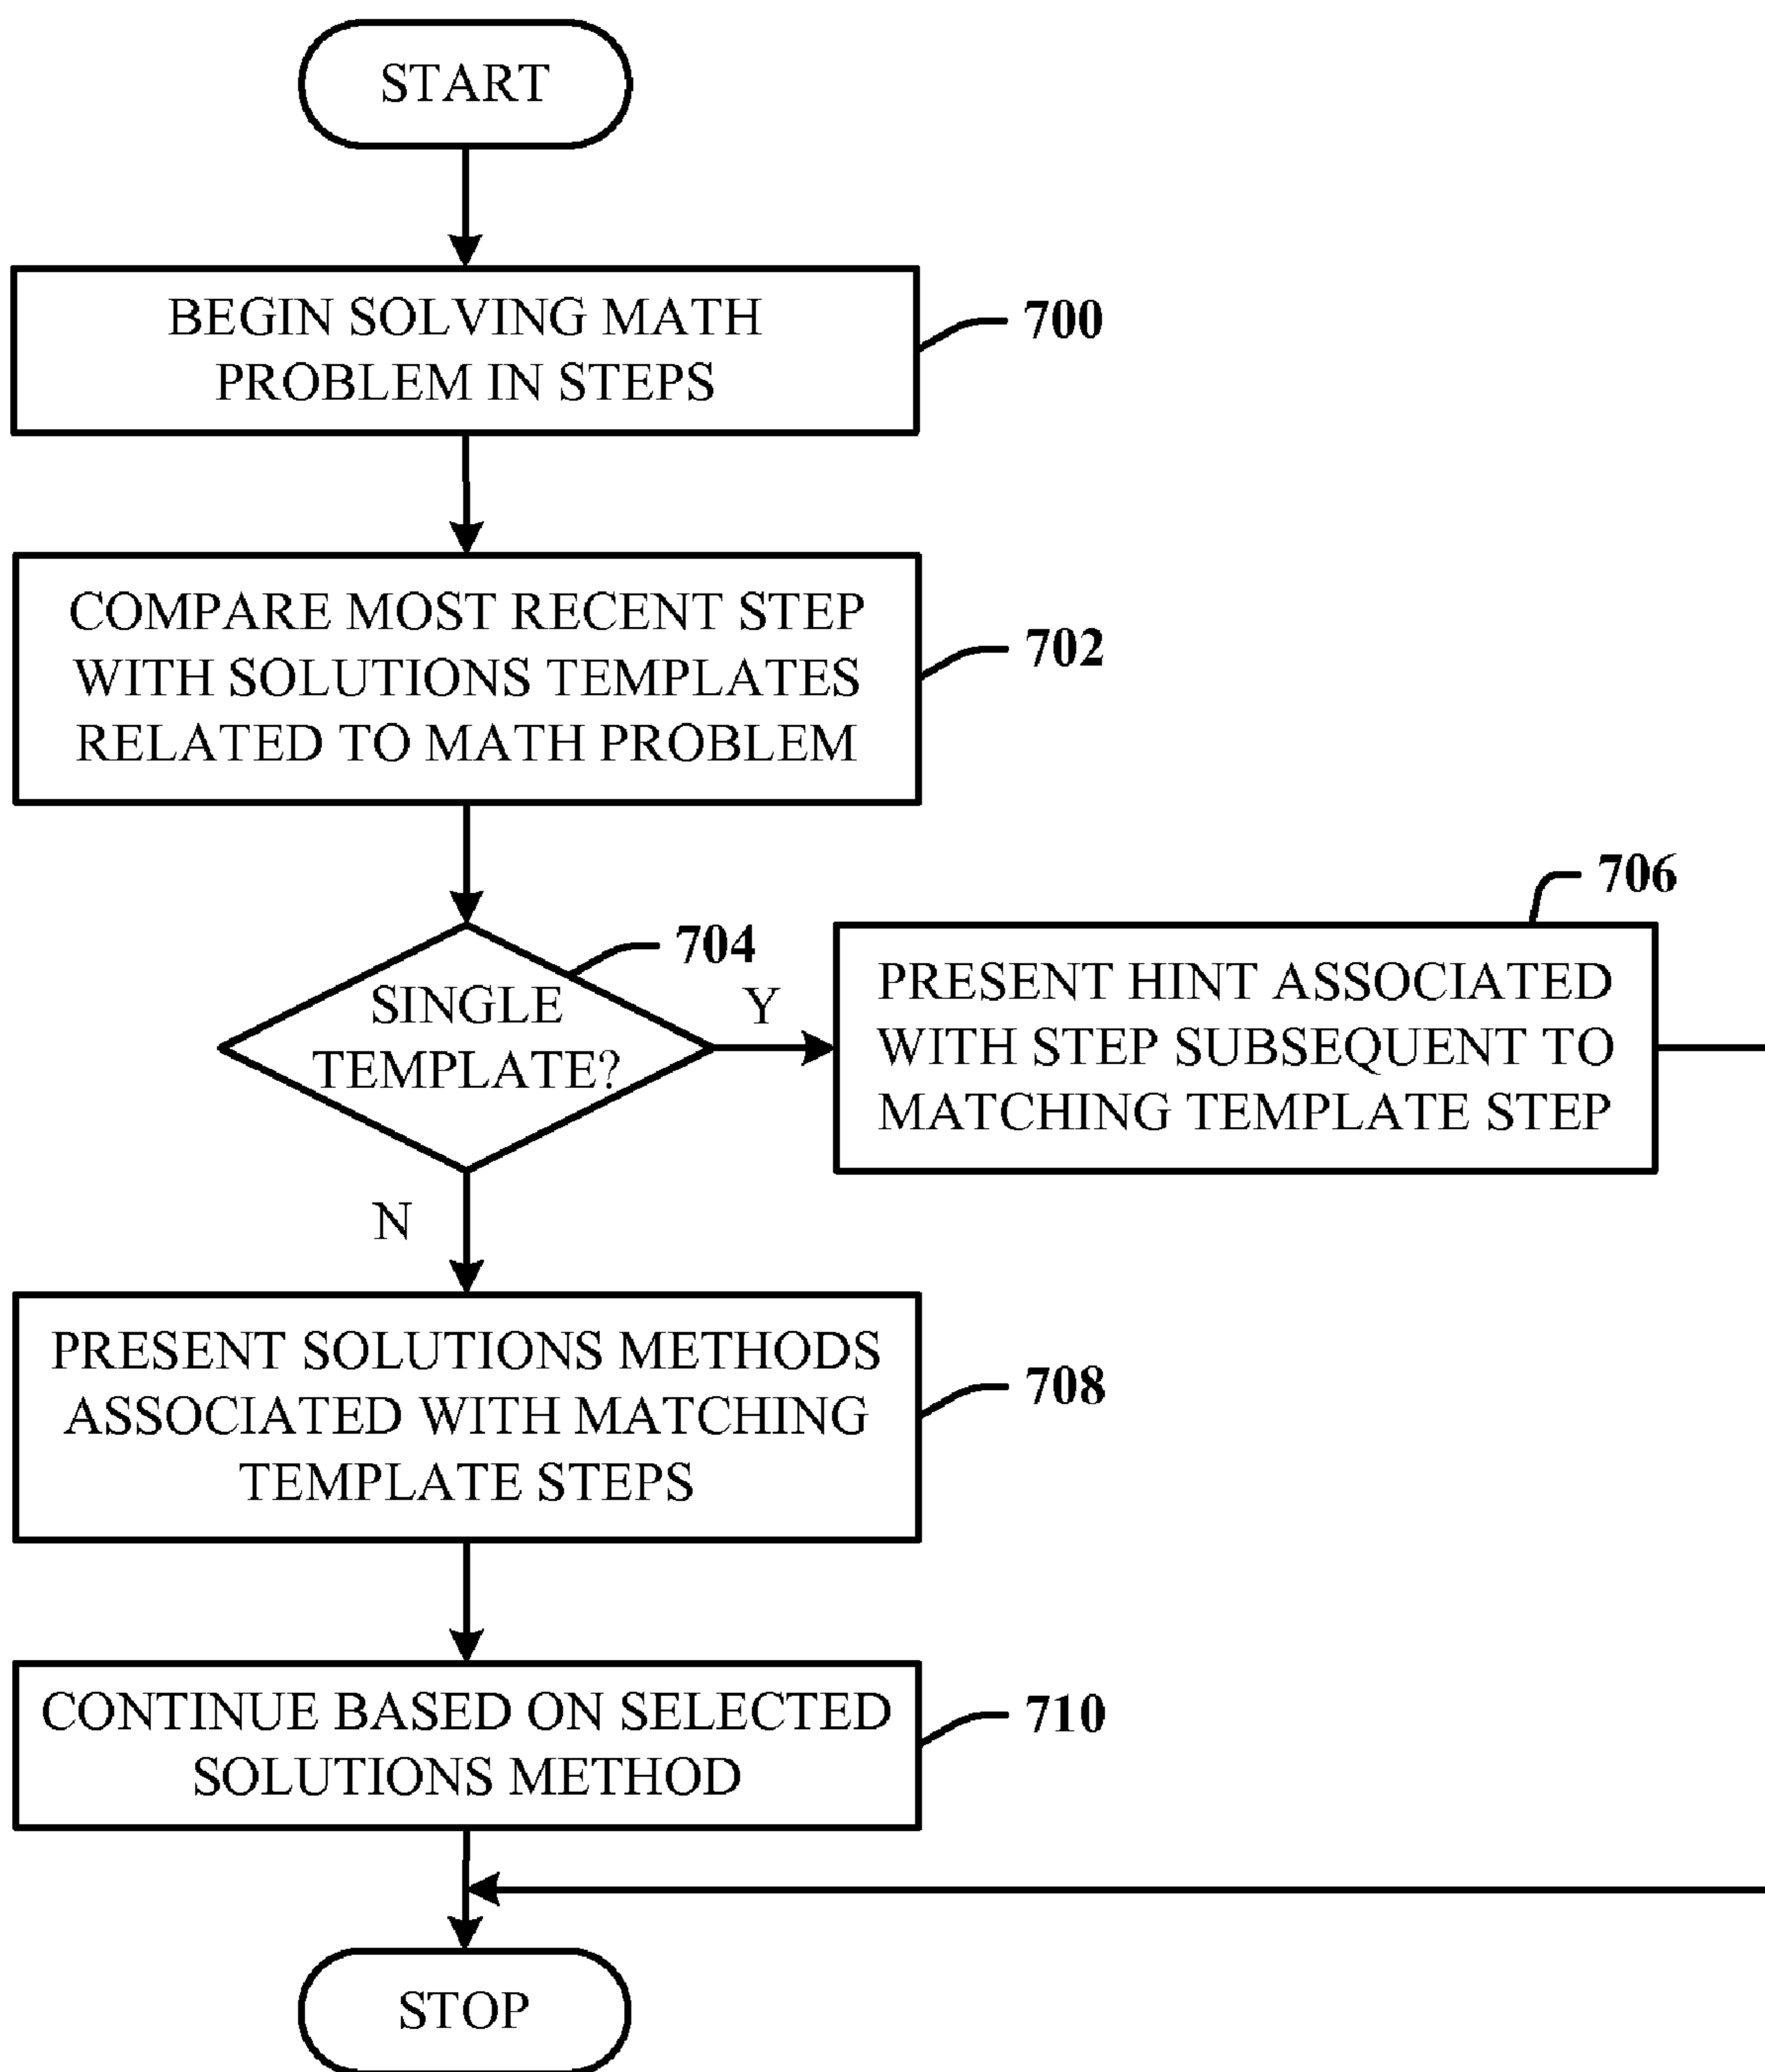 START
BEGIN SOLVING MATH
PROBLEM IN STEPS
700
COMPARE MOST RECENT STEP
WITH SOLUTIONS TEMPLATES
RELATED TO MATH PROBLEM
702
704
SINGLE
TEMPLATE?
Y
706
PRESENT HINT ASSOCIATED
WITH STEP SUBSEQUENT TO
MATCHING TEMPLATE STEP
N
PRESENT SOLUTIONS METHODS
ASSOCIATED WITH MATCHING
TEMPLATE STEPS
708
CONTINUE BASED ON SELECTED
SOLUTIONS METHOD
710
STOP